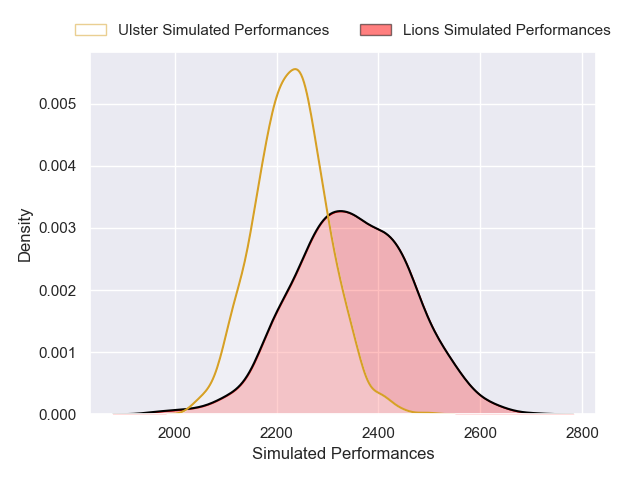 Ulster Simulated Performances
Lions Simulated Performances
0.005
0.004
0.003
0.002
0.001
0.000
Density
2000
2200
2400
2600
2800
Simulated Performances